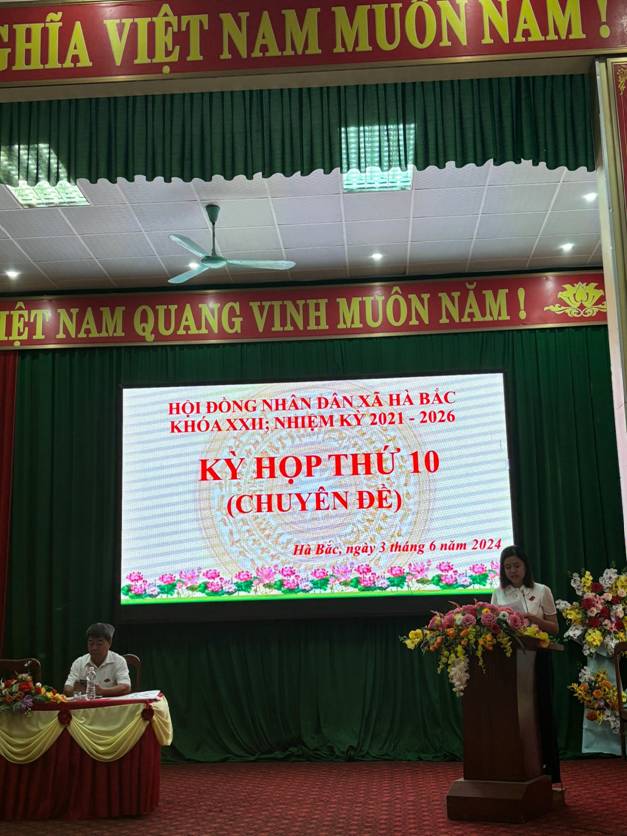 NGHĨA VIỆT NAM MUÔN NĂM !
VIỆT NAM QUANG VINH MUÔN NĂM !
HỘI ĐỒNG NHÂN DÂN XÃ HÀ BẮC
KHÓA XXII; NHIỆM KỲ 2021 - 2026
KỲ HỌP THỨ 10
(CHUYÊN ĐỀ)
Hà Bắc, ngày 3 tháng 6 năm 2024